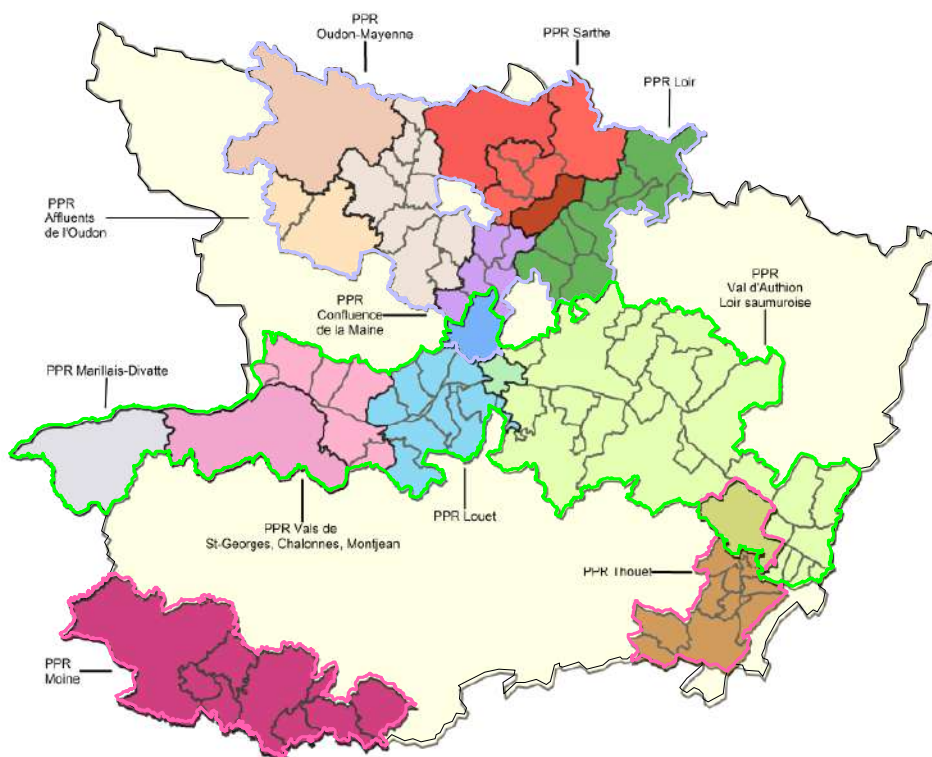 PPR
Oudon-Mayenne
PPR Sarthe
PPR Loir
PPR
Affluents
de l'Oudon
PPR
Val d'Authion
Loir saumuroise
PPR
Confluence
de la Maine
PPR Marillais-Divatte
PPR Vals de
St-Georges, Chalonnes, Montjean
PPR Louet
PPR Thouet
PPR
Moine